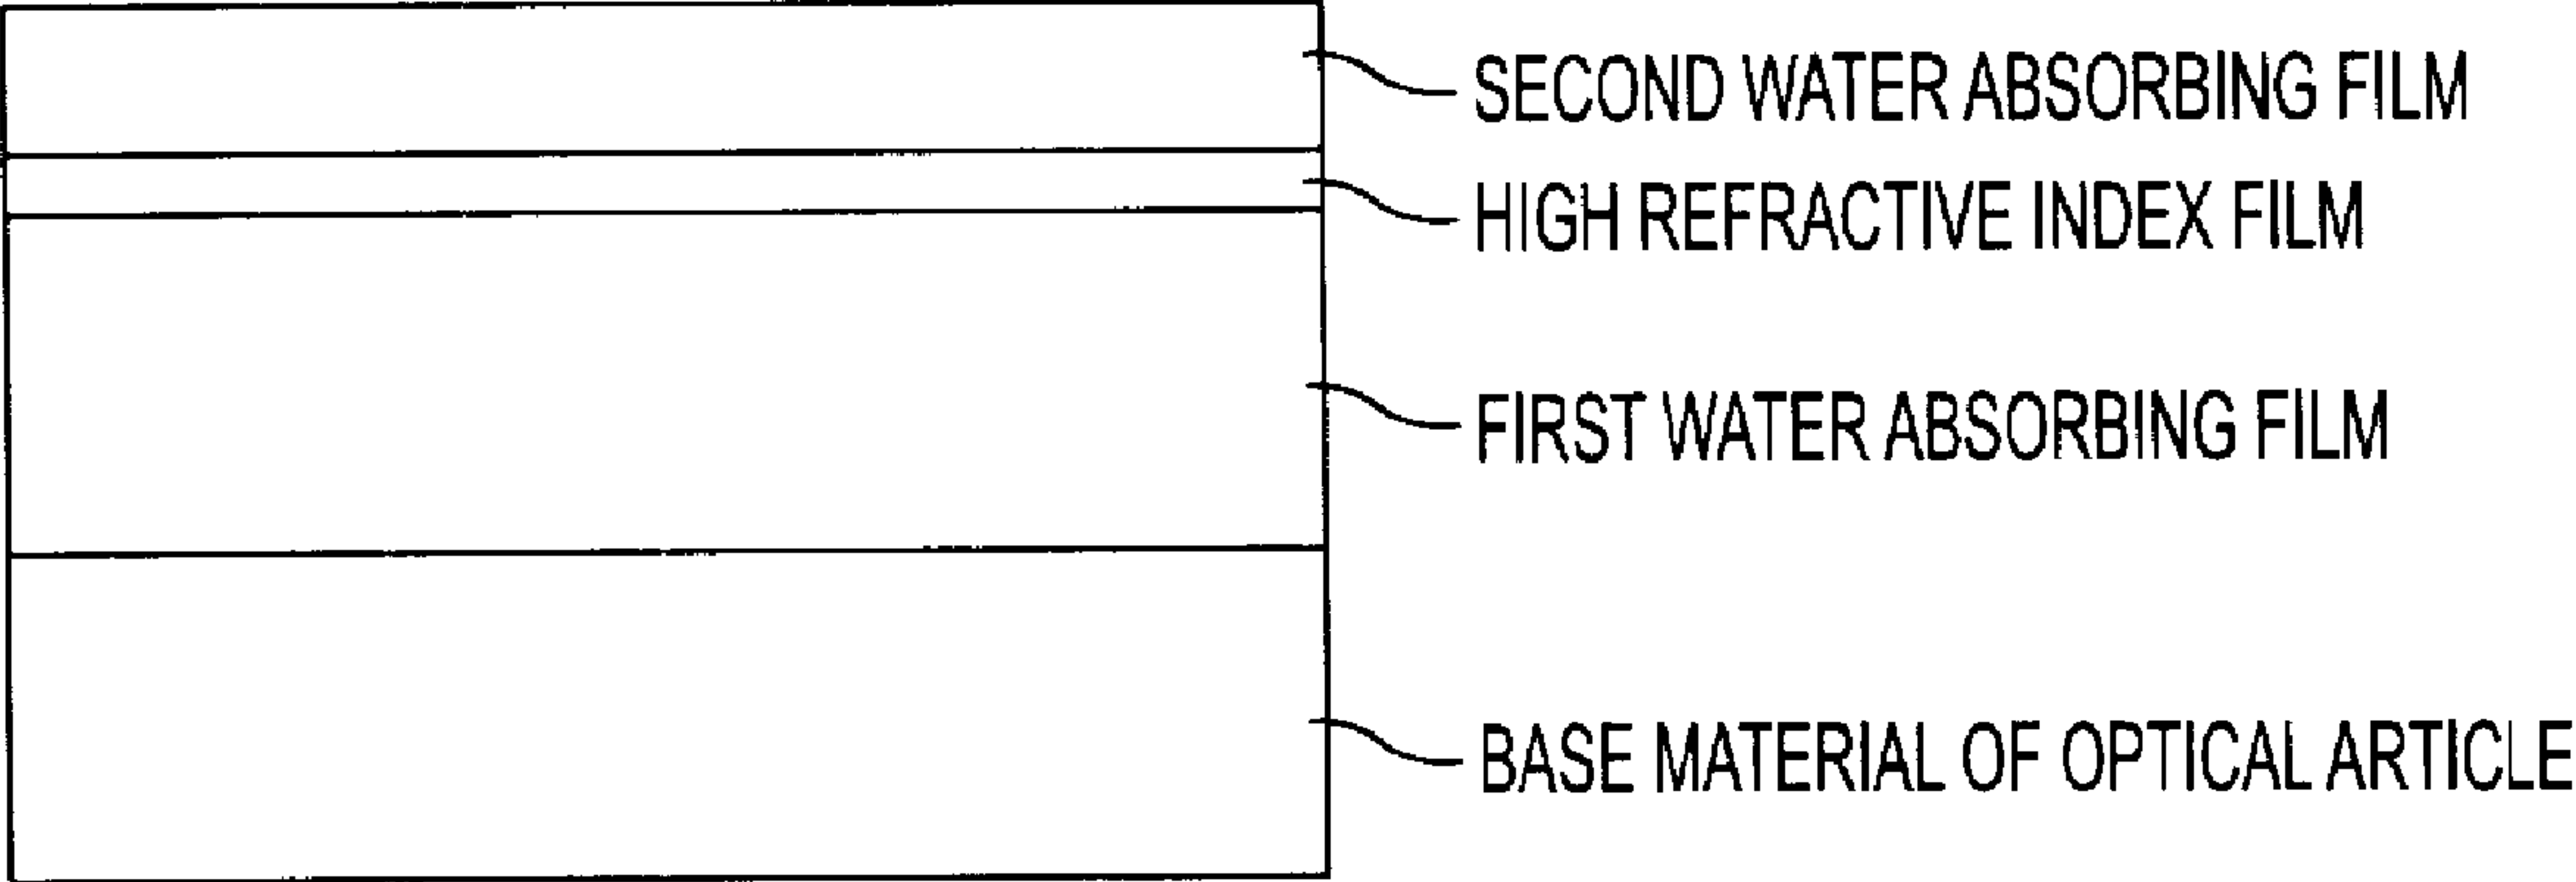 SECOND WATER ABSORBING FILM
HIGH REFRACTIVE INDEX FILM
FIRST WATER ABSORBING FILM
BASE MATERIAL OF OPTICAL ARTICLE